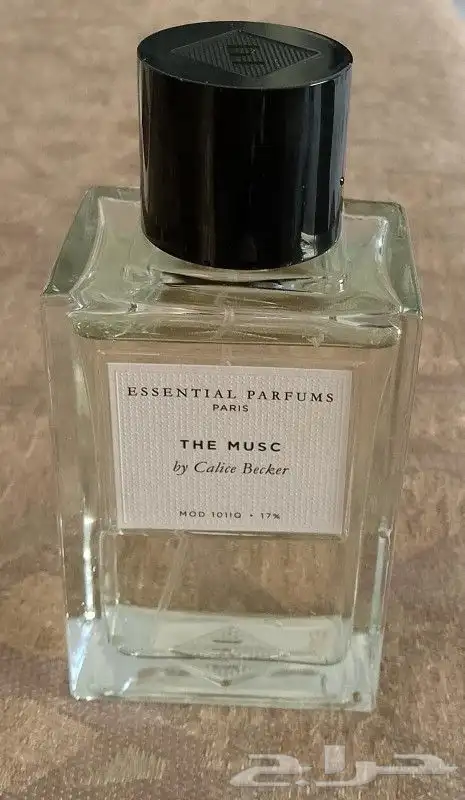 ESSENTIAL PARFUMS
PARIS
THE MUSC
by Calice Becker
MOD 1011Q • 17%
حراج